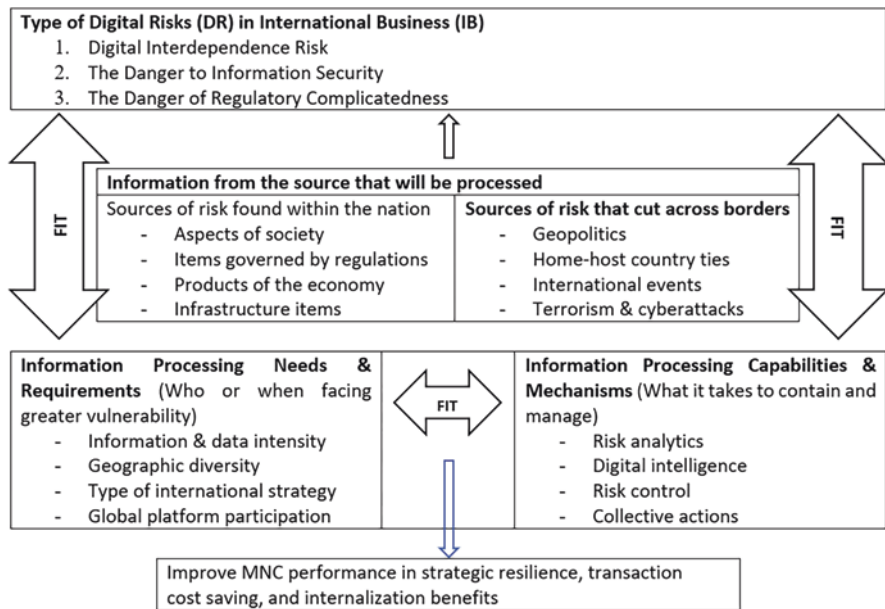 Type of Digital Risks (DR) in International Business (IB)
1. Digital Interdependence Risk
2. The Danger to Information Security
3. The Danger of Regulatory Complicatedness
FIT
FIT
Information from the source that will be processed
Sources of risk found within the nation
- Aspects of society
- Items governed by regulations
- Products of the economy
- Infrastructure items
Sources of risk that cut across borders
- Geopolitics
- Home-host country ties
- International events
- Terrorism & cyberattacks
Information Processing Needs &
Requirements (Who or when facing
greater vulnerability)
- Information & data intensity
- Geographic diversity
- Type of international strategy
- Global platform participation
FIT
Information Processing Capabilities &
Mechanisms (What it takes to contain and
manage)
- Risk analytics
- Digital intelligence
- Risk control
- Collective actions
Improve MNC performance in strategic resilience, transaction
cost saving, and internalization benefits